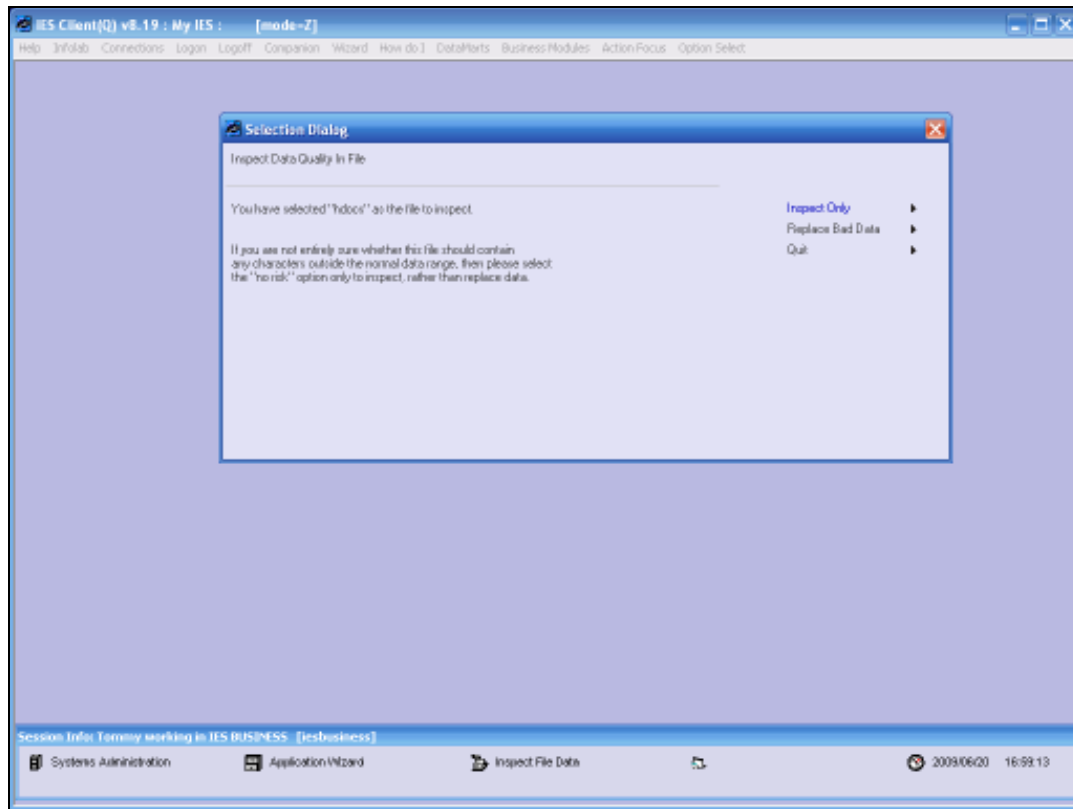 IES Client(Q) v8.19 : My IES : [mode=Z]
Help Infolab Connections Logon Logoff Companion Wizard How do I DataMarts Business Modules Action Focus Option Select
Selection Dialog
Inspect Data Quality In File
You have selected "hdocs" as the file to inspect.
Inspect Only
Replace Bad Data
Quit
If you are not entirely sure whether this file should contain
any characters outside the normal data range, then please select
the "no risk" option only to inspect, rather than replace data.
Session Info: Tommy working in IES BUSINESS [iesbusiness]
Systems Administration Application Wizard Inspect File Data 2009/06/20 16:59:13